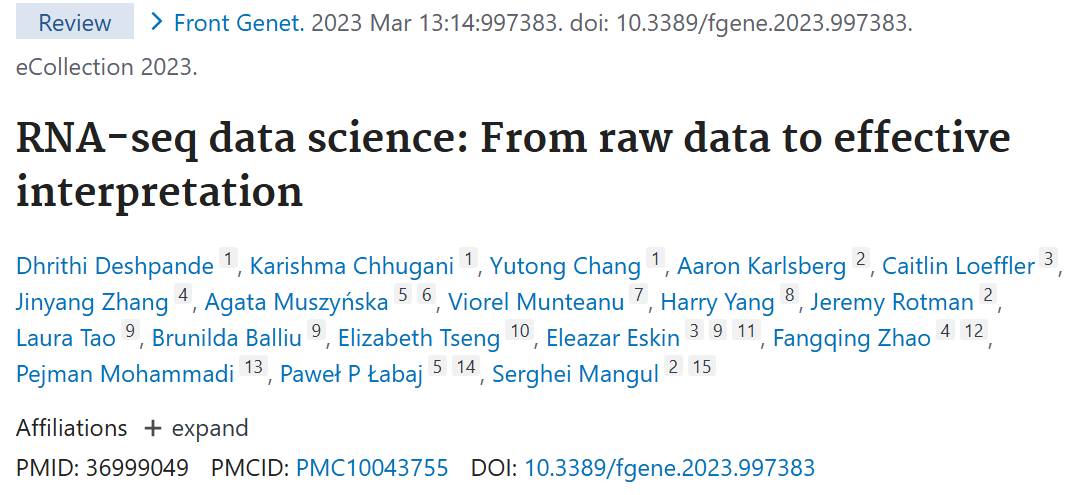 Review > Front Genet. 2023 Mar 13:14:997383. doi: 10.3389/fgene.2023.997383.
eCollection 2023.
RNA-seq data science: From raw data to effective
interpretation
Dhrithi Deshpande 1, Karishma Chhugani 1, Yutong Chang 1, Aaron Karlsberg 2, Caitlin Loeffler 3,
Jinyang Zhang 4, Agata Muszyńska 5 6, Viorel Munteanu 7, Harry Yang 8, Jeremy Rotman 2,
Laura Tao 9, Brunilda Balliu 9, Elizabeth Tseng 10, Eleazar Eskin 3 9 11, Fangqing Zhao 4 12,
Pejman Mohammadi 13, Paweł P Łabaj 5 14, Serghei Mangul 2 15
Affiliations + expand
PMID: 36999049 PMCID: PMC10043755 DOI: 10.3389/fgene.2023.997383